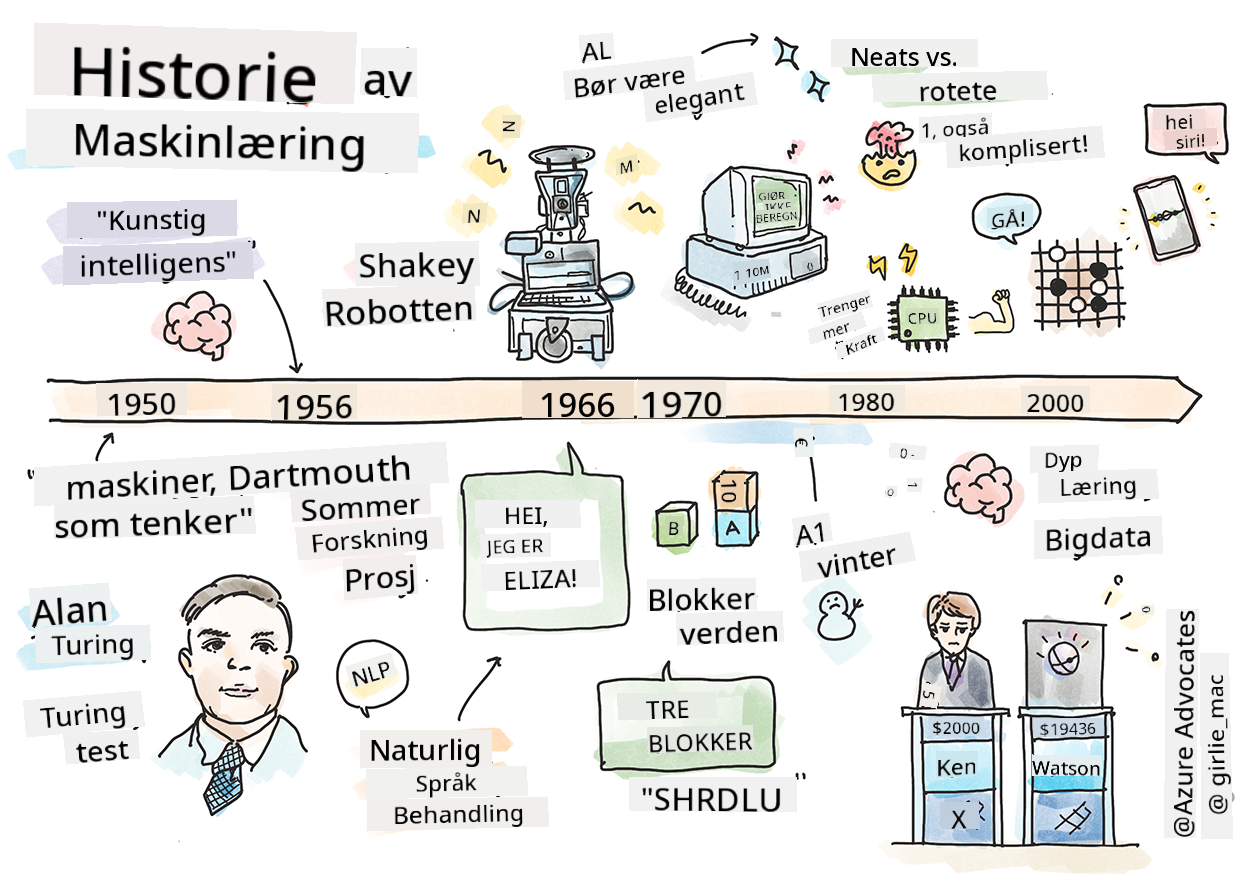 Historie av
Maskinlæring
"Kunstig
intelligens"
Shakey
Robotten
N
N
M
AL
Bør være
elegant
Neats vs.
rotete
1, også
komplisert!
hei
siri!
GÅ!
GJØR
IKKE
BEREGN
1 10M
0
Trenger
mer
Kraft
CPU
1950
1956
1966
1970
1980
2000
"maskiner, Dartmouth
som tenker"
Sommer
Forskning
Prosj
Alan
Turing
Turing
test
NLP
Naturlig
Språk
Behandling
HEI,
JEG ER
ELIZA!
B
10
A
Blokker
verden
TRE
BLOKKER
"SHRDLU"
A1
vinter
Dyp
Læring
Bigdata
$2000
Ken
X
$19436
Watson
@Azure Advocates
@ girlie_mac